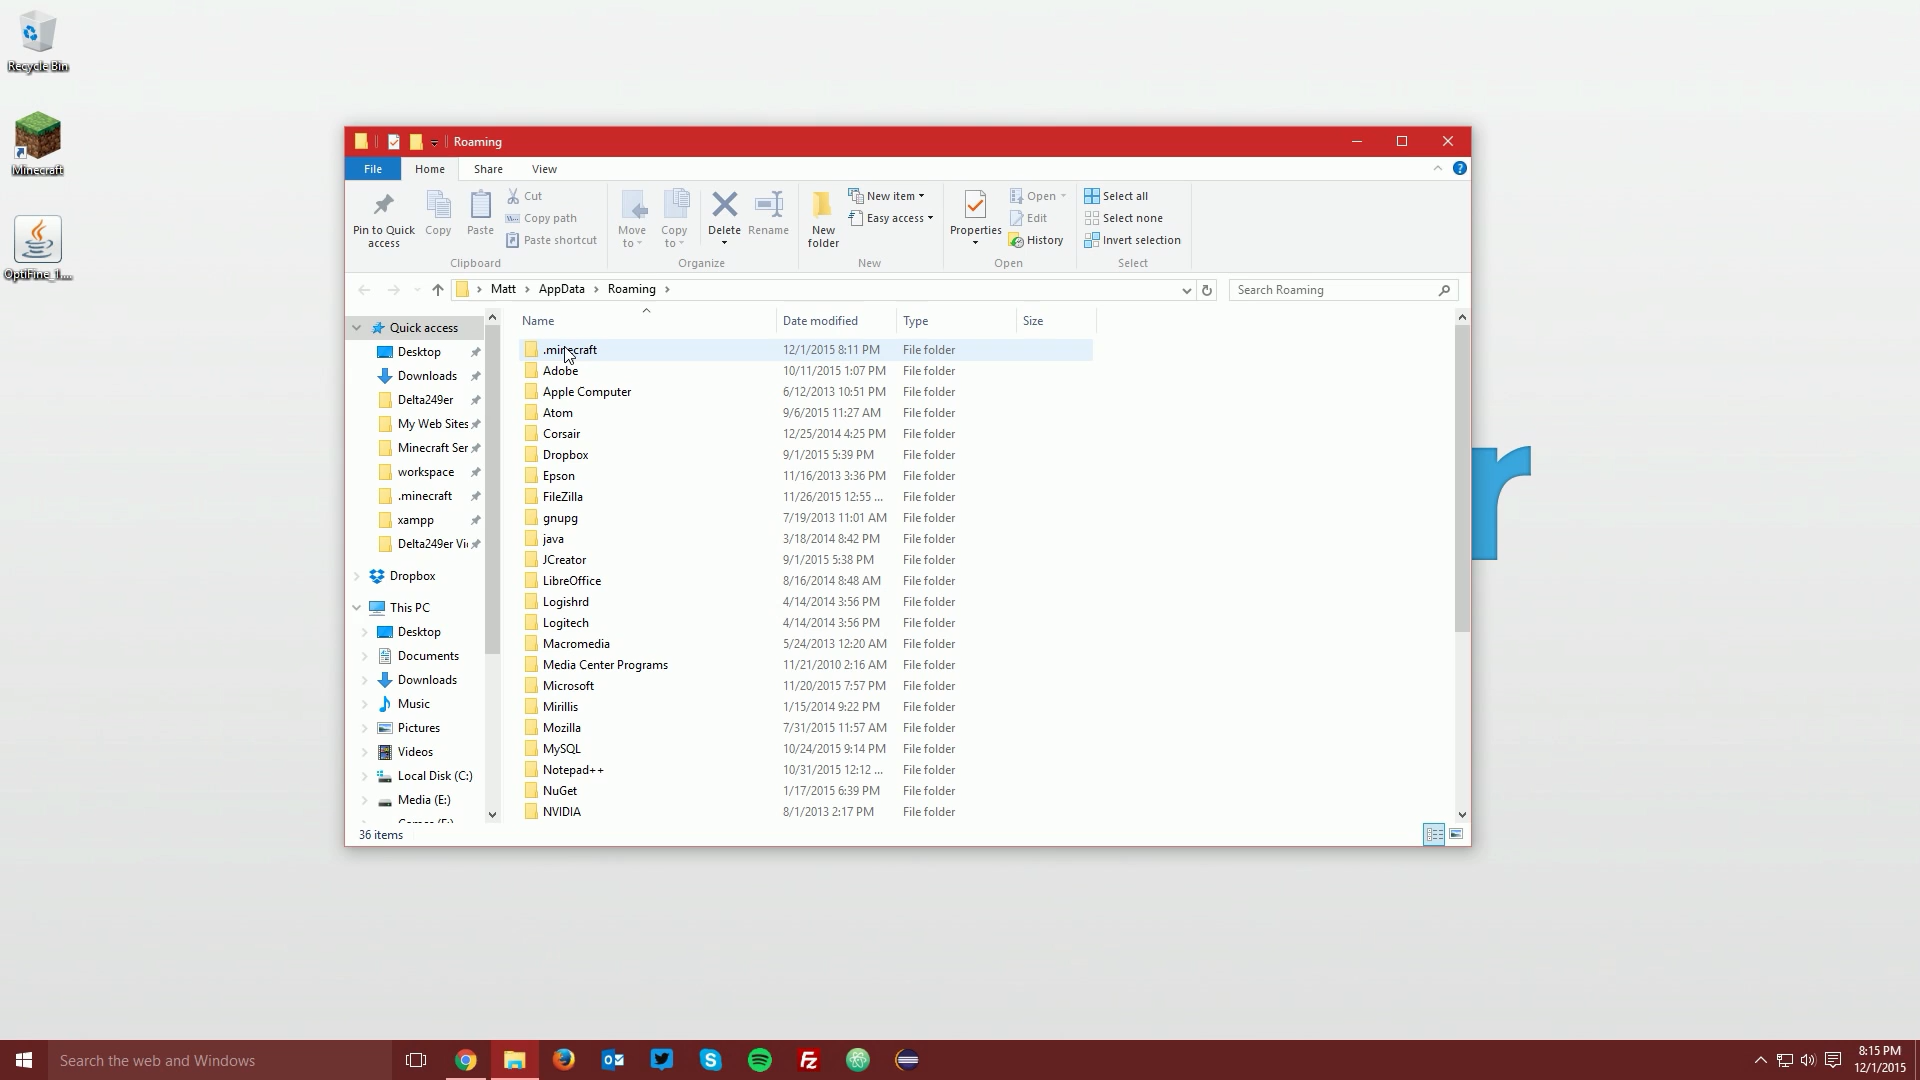 Recycle Bin
Minecraft
OptiFine_1....
Roaming
File Home Share View
Pin to Quick access
Copy
Paste
Cut
Copy path
Paste shortcut
Clipboard
Move to
Copy to
Delete
Rename
Organize
New folder
New item
Easy access
New
Properties
Open
Edit
History
Open
Select all
Select none
Invert selection
Select
Matt > AppData > Roaming >
Search Roaming
Quick access
Desktop
Downloads
Delta249er
My Web Sites
Minecraft Ser
workspace
.minecraft
xampp
Delta249er Vi
Dropbox
This PC
Desktop
Documents
Downloads
Music
Pictures
Videos
Local Disk (C:)
Media (E:)
Name Date modified Type Size
.minecraft 12/1/2015 8:11 PM File folder
Adobe 10/11/2015 1:07 PM File folder
Apple Computer 6/12/2013 10:51 PM File folder
Atom 9/6/2015 11:27 AM File folder
Corsair 12/25/2014 4:25 PM File folder
Dropbox 9/1/2015 5:39 PM File folder
Epson 11/16/2013 3:36 PM File folder
FileZilla 11/26/2015 12:55 ... File folder
gnupg 7/19/2013 11:01 AM File folder
java 3/18/2014 8:42 PM File folder
JCreator 9/1/2015 5:38 PM File folder
LibreOffice 8/16/2014 8:48 AM File folder
Logishrd 4/14/2014 3:56 PM File folder
Logitech 4/14/2014 3:56 PM File folder
Macromedia 5/24/2013 12:20 AM File folder
Media Center Programs 11/21/2010 2:16 AM File folder
Microsoft 11/20/2015 7:57 PM File folder
Mirillis 1/15/2014 9:22 PM File folder
Mozilla 7/31/2015 11:57 AM File folder
MySQL 10/24/2015 9:14 PM File folder
Notepad++ 10/31/2015 12:12 ... File folder
NuGet 1/17/2015 6:39 PM File folder
NVIDIA 8/1/2013 2:17 PM File folder
36 items
r
Search the web and Windows
8:15 PM
12/1/2015